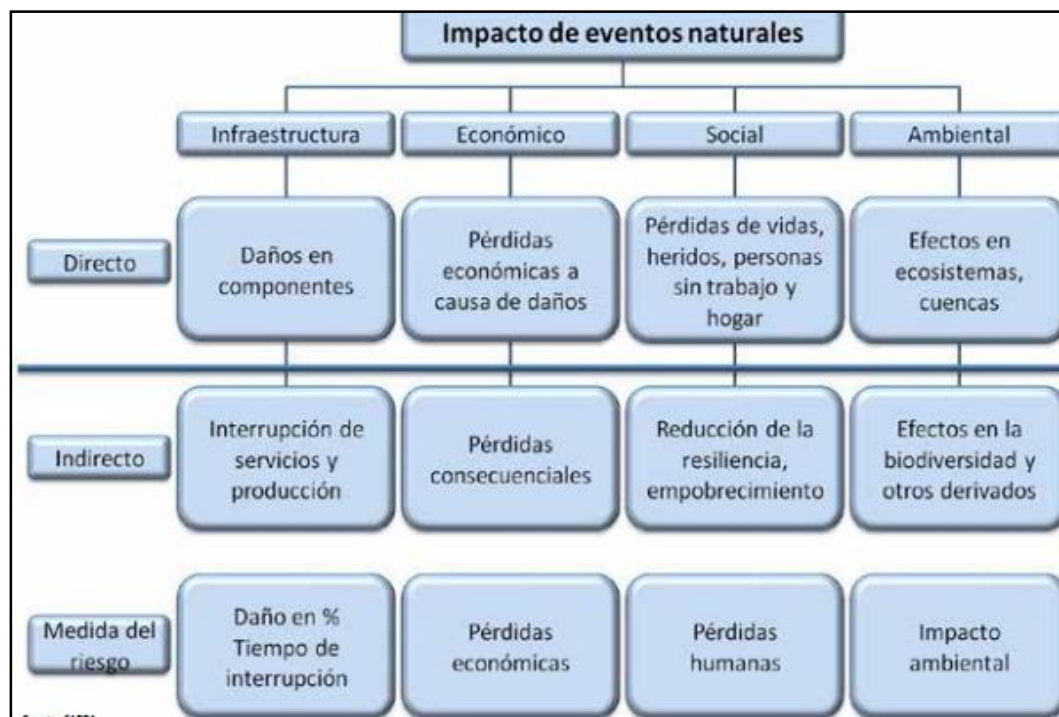 Impacto de eventos naturales
Infraestructura
Económico
Social
Ambiental
Directo
Daños en
componentes
Pérdidas
económicas a
causa de daños
Pérdidas de vidas,
heridos, personas
sin trabajo y
hogar
Efectos en
ecosistemas,
cuencas
Indirecto
Interrupción de
servicios y
producción
Pérdidas
consecuenciales
Reducción de la
resiliencia,
empobrecimiento
Efectos en la
biodiversidad y
otros derivados
Medida del
riesgo
Daño en %
Tiempo de
interrupción
Pérdidas
económicas
Pérdidas
humanas
Impacto
ambiental